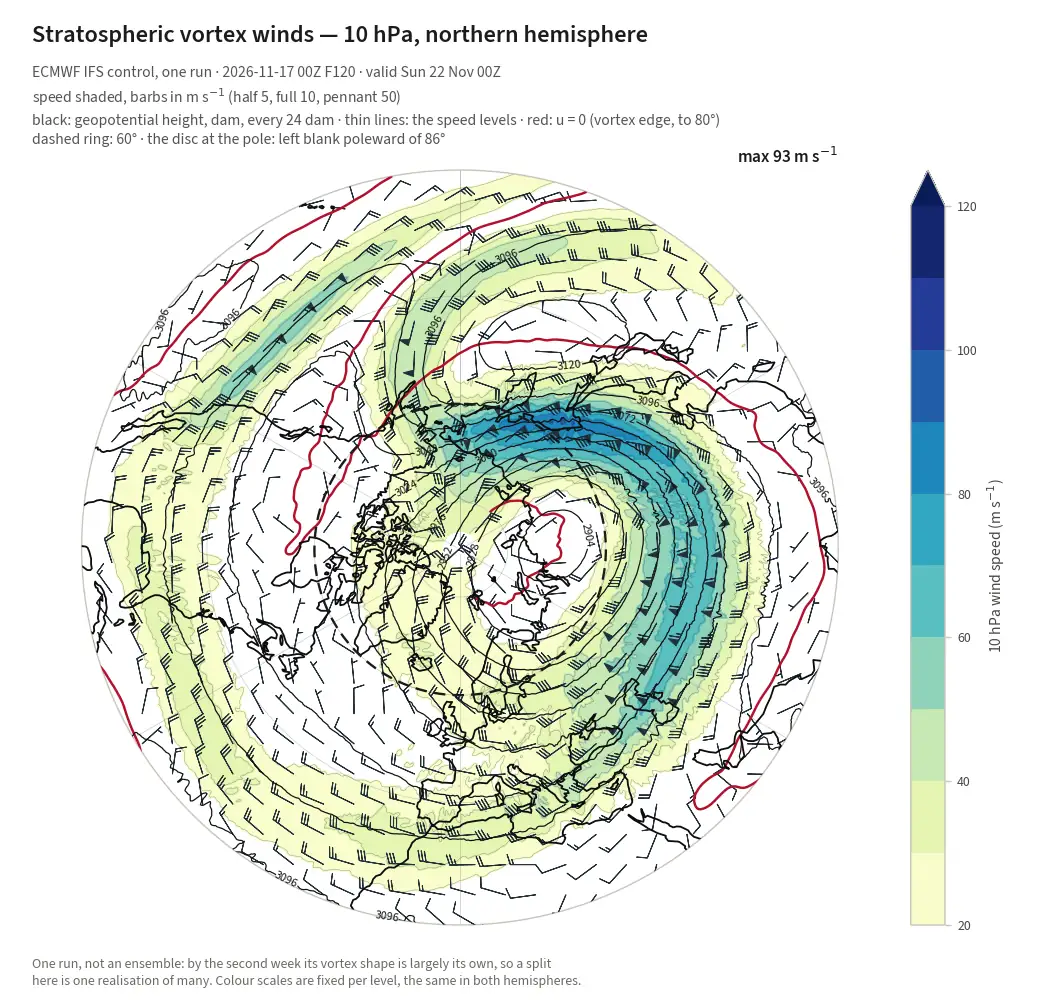 Stratospheric vortex winds — 10 hPa, northern hemisphere
ECMWF IFS control, one run · 2026-11-17 00Z F120 · valid Sun 22 Nov 00Z
speed shaded, barbs in m s⁻¹ (half 5, full 10, pennant 50)
black: geopotential height, dam, every 24 dam · thin lines: the speed levels · red: u = 0 (vortex edge, to 80°)
dashed ring: 60° · the disc at the pole: left blank poleward of 86°
max 93 m s⁻¹
120
100
80
60
40
20
10 hPa wind speed (m s⁻¹)
3096
3096
3096
3096
3120
3096
3072
3024
3096
2904
3096
3096
One run, not an ensemble: by the second week its vortex shape is largely its own, so a split
here is one realisation of many. Colour scales are fixed per level, the same in both hemispheres.